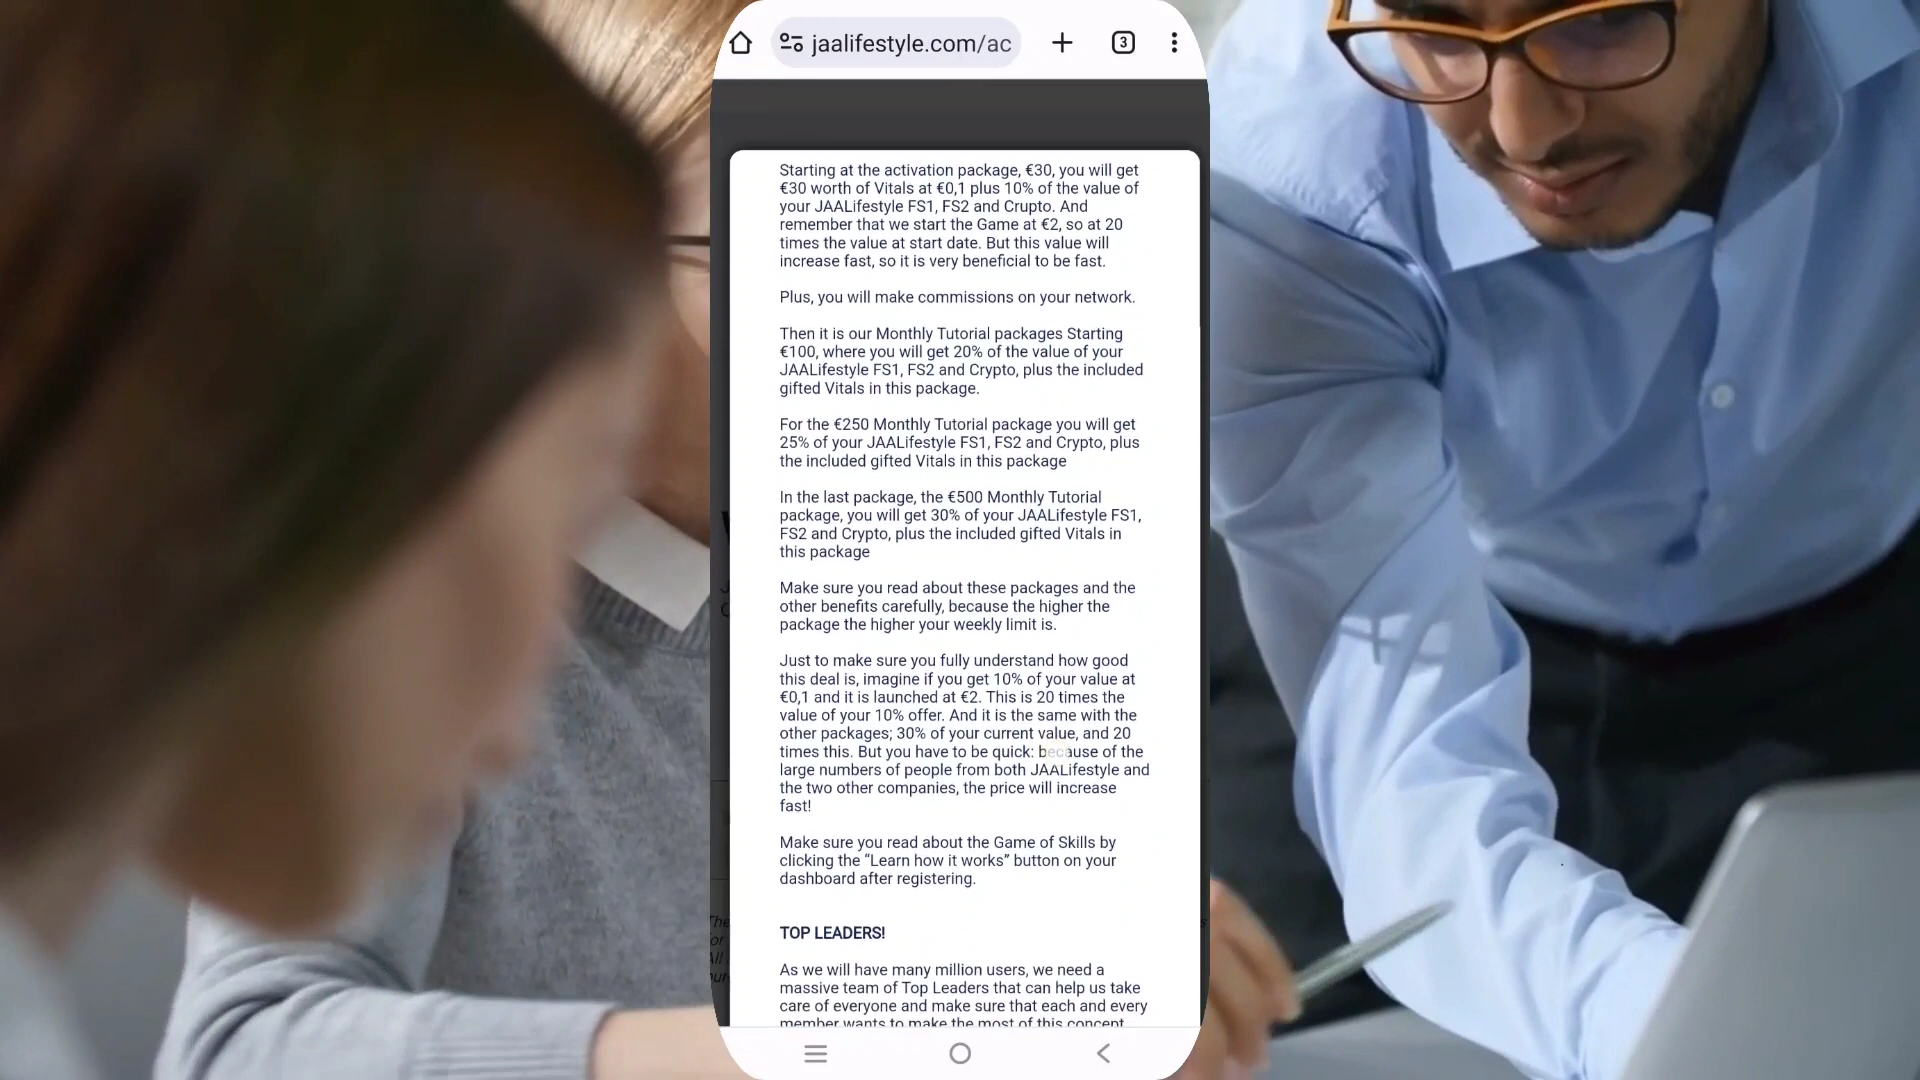 jaalifestyle.com/ac
3
Starting at the activation package, €30, you will get
€30 worth of Vitals at €0,1 plus 10% of the value of
your JAALifestyle FS1, FS2 and Crupto. And
remember that we start the Game at €2, so at 20
times the value at start date. But this value will
increase fast, so it is very beneficial to be fast.
Plus, you will make commissions on your network.
Then it is our Monthly Tutorial packages Starting
€100, where you will get 20% of the value of your
JAALifestyle FS1, FS2 and Crypto, plus the included
gifted Vitals in this package.
For the €250 Monthly Tutorial package you will get
25% of your JAALifestyle FS1, FS2 and Crypto, plus
the included gifted Vitals in this package
In the last package, the €500 Monthly Tutorial
package, you will get 30% of your JAALifestyle FS1,
FS2 and Crypto, plus the included gifted Vitals in
this package
Make sure you read about these packages and the
other benefits carefully, because the higher the
package the higher your weekly limit is.
Just to make sure you fully understand how good
this deal is, imagine if you get 10% of your value at
€0,1 and it is launched at €2. This is 20 times the
value of your 10% offer. And it is the same with the
other packages; 30% of your current value, and 20
times this. But you have to be quick: because of the
large numbers of people from both JAALifestyle and
the two other companies, the price will increase
fast!
Make sure you read about the Game of Skills by
clicking the “Learn how it works” button on your
dashboard after registering.
TOP LEADERS!
As we will have many million users, we need a
massive team of Top Leaders that can help us take
care of everyone and make sure that each and every
member wants to make the most of this concept